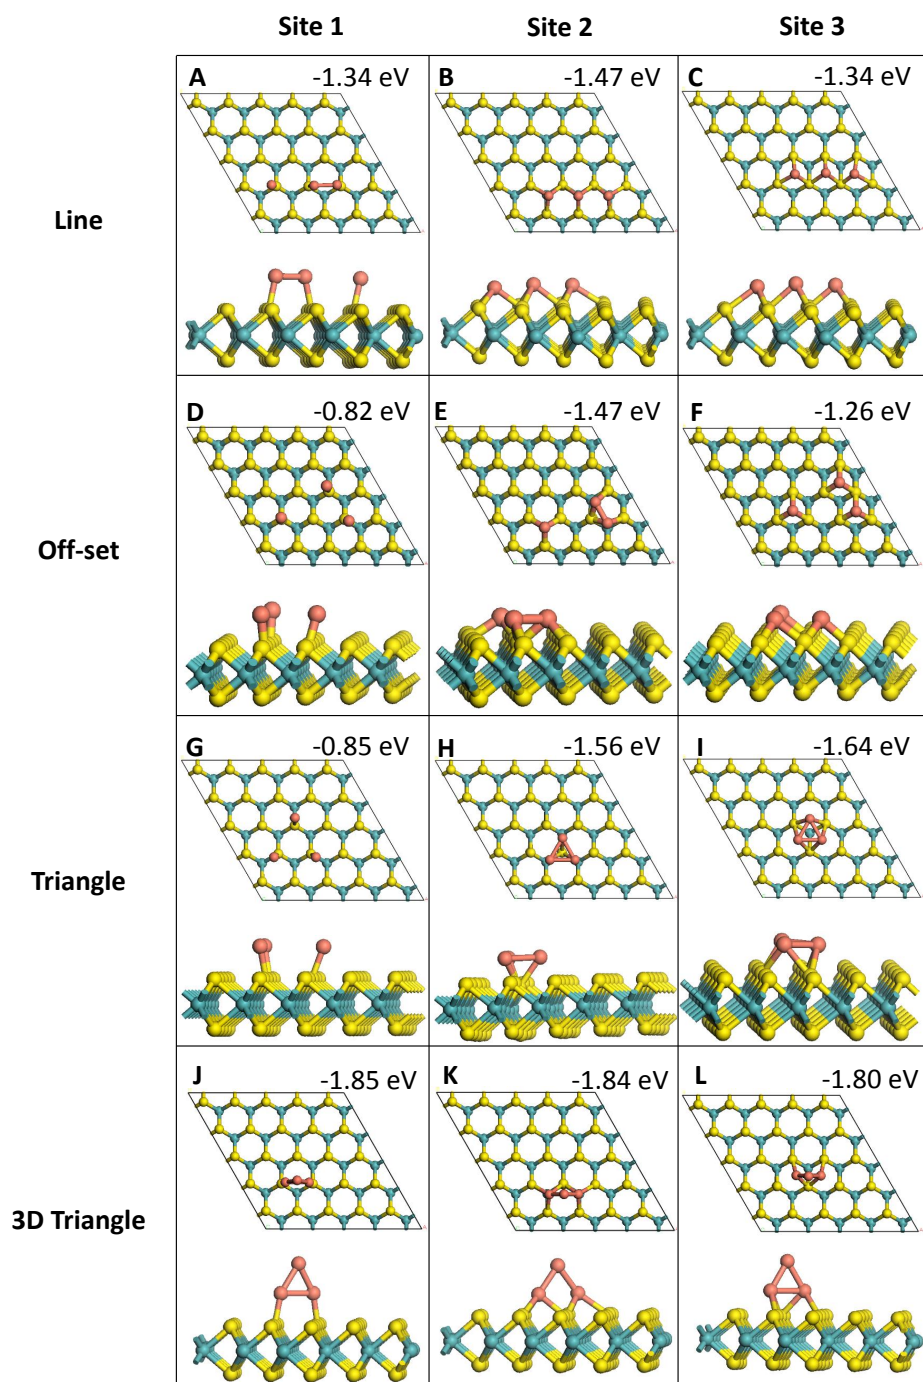 Site 1 Site 2 Site 3
A -1.34 eV B -1.47 eV C -1.34 eV
Line
D -0.82 eV E -1.47 eV F -1.26 eV
Off-set
G -0.85 eV H -1.56 eV I -1.64 eV
Triangle
J -1.85 eV K -1.84 eV L -1.80 eV
3D Triangle